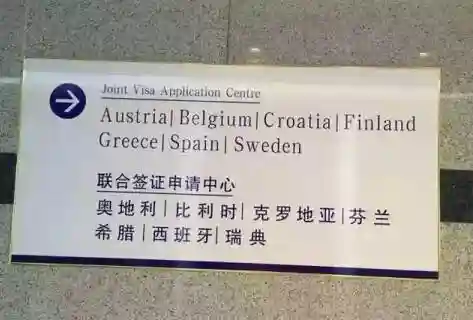 Joint Visa Application Centre
Austria|Belgium|Croatia|Finland
Greece|Spain|Sweden
联合签证申请中心
奥地利|比利时|克罗地亚|芬兰
希腊|西班牙|瑞典